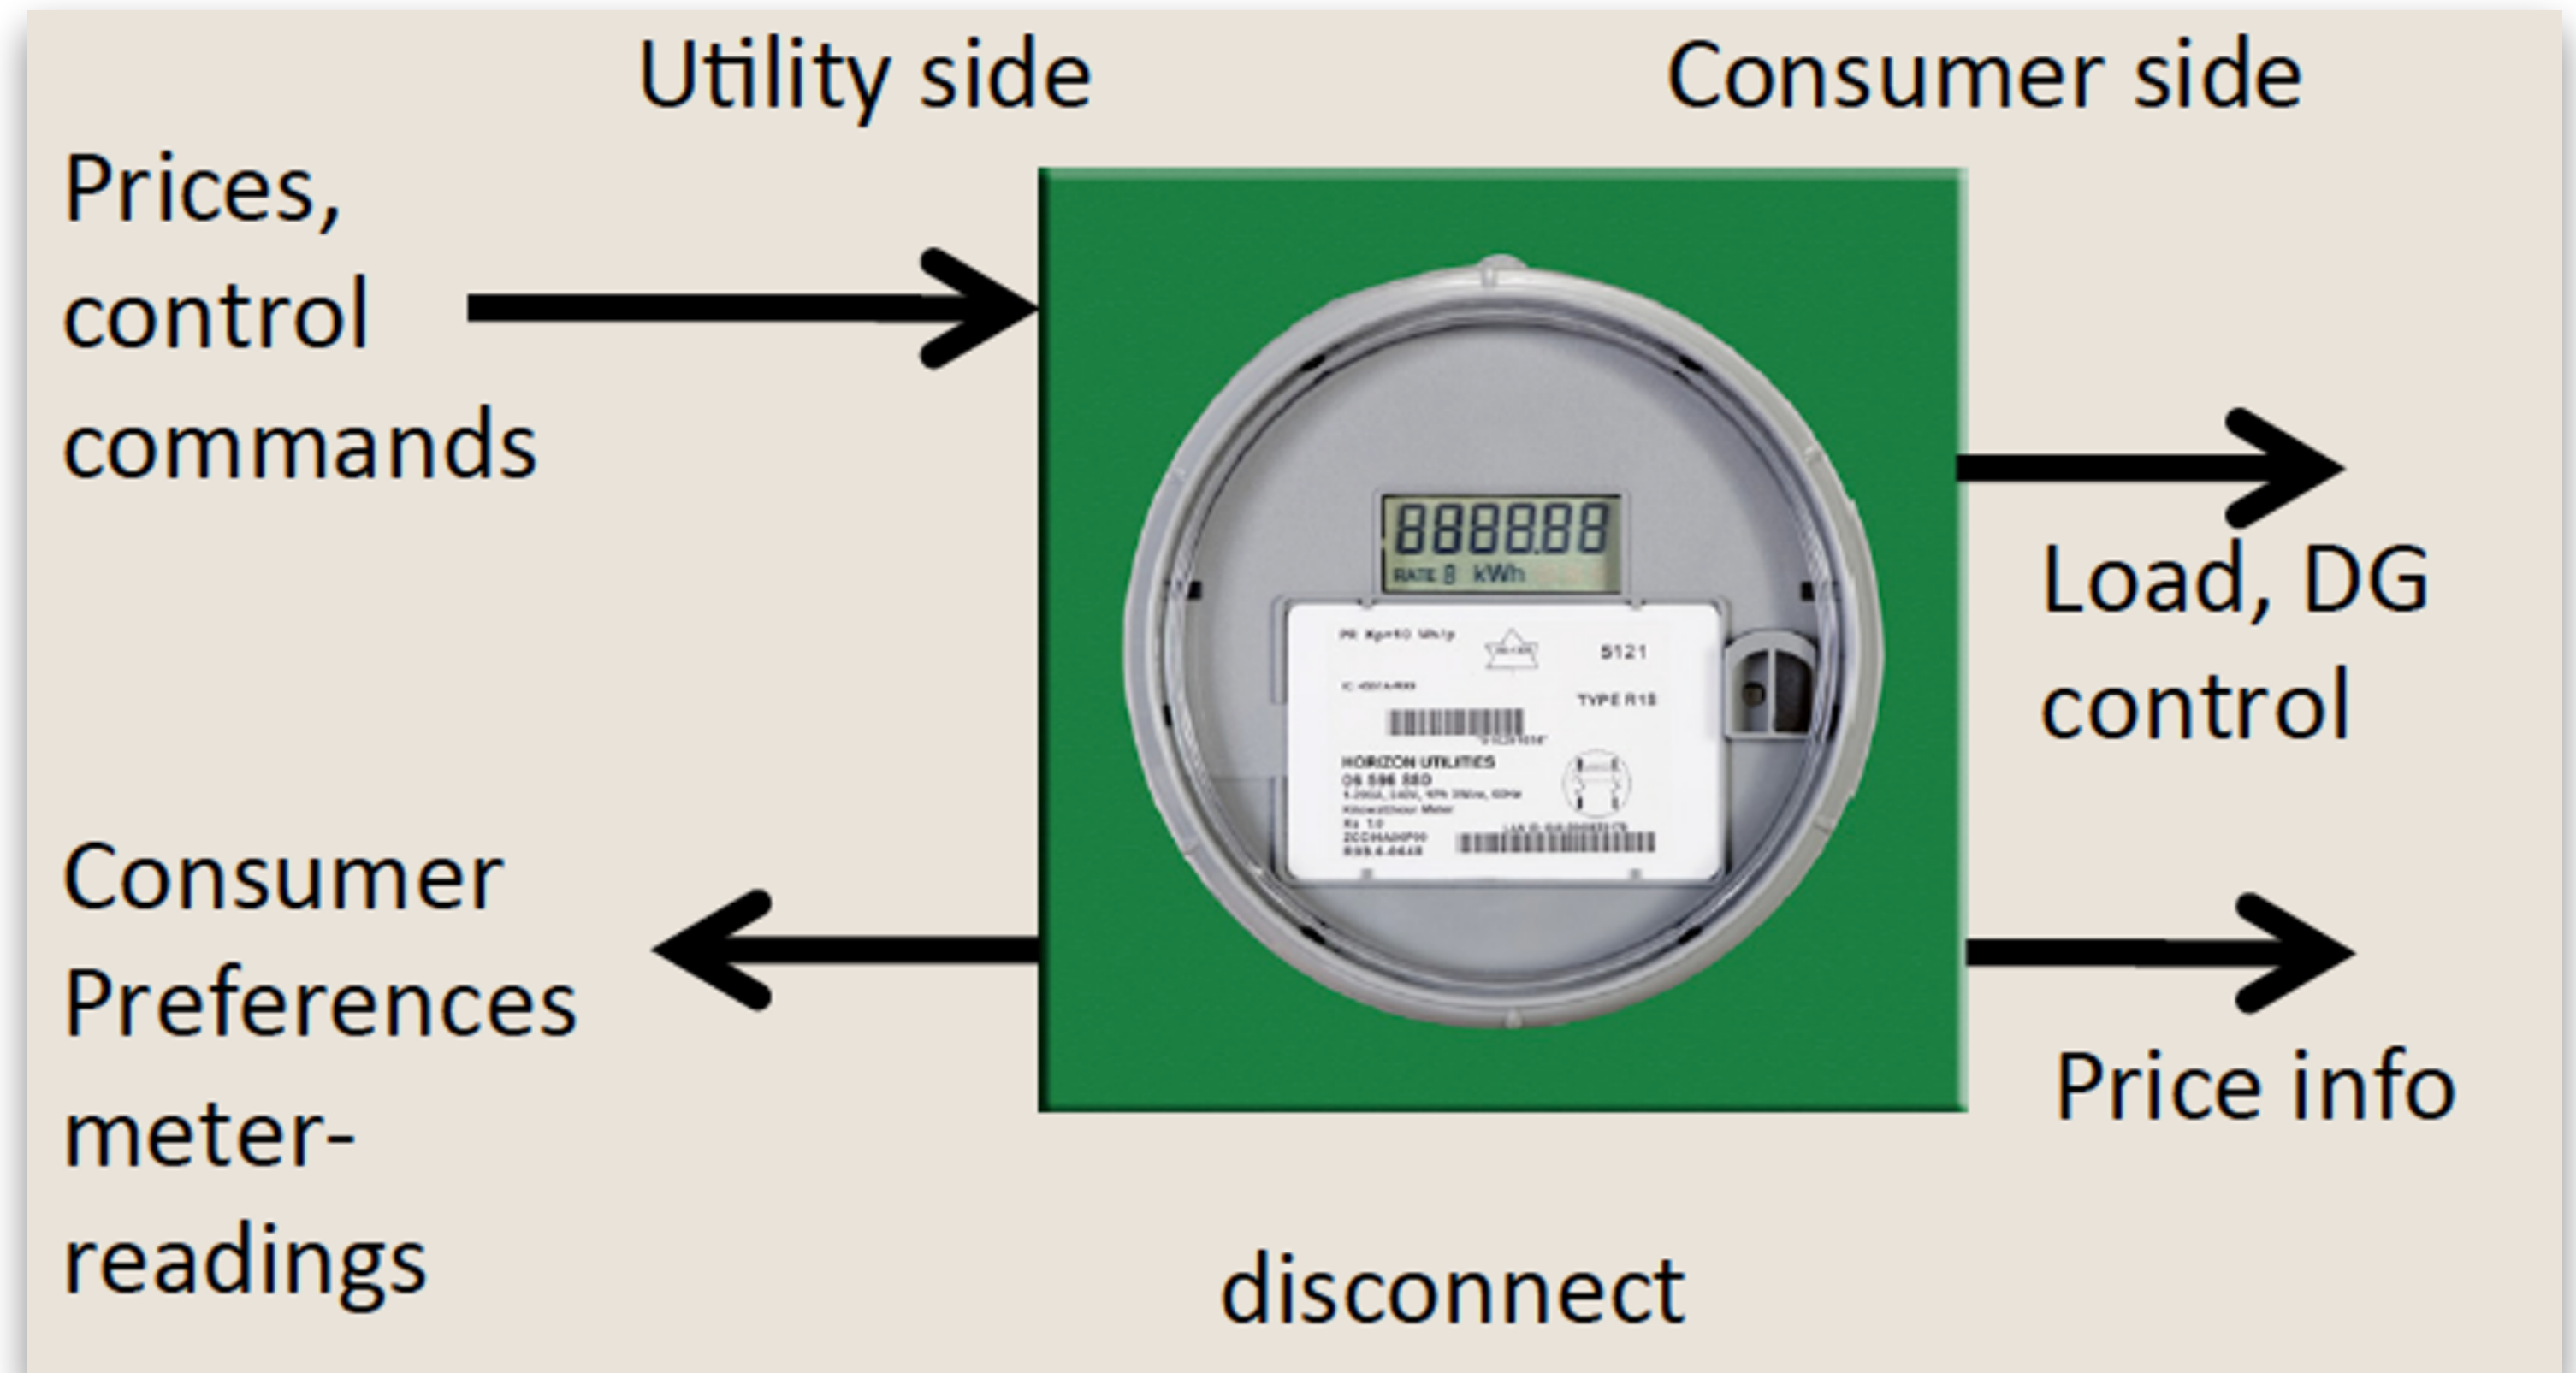 Utility side
Consumer side
Prices,
control
commands
888888
RATE 8 kWh
5121
TYPE R1S
HORIZON UTILITIES
Load, DG
control
Consumer
Preferences
meter-
readings
Price info
disconnect